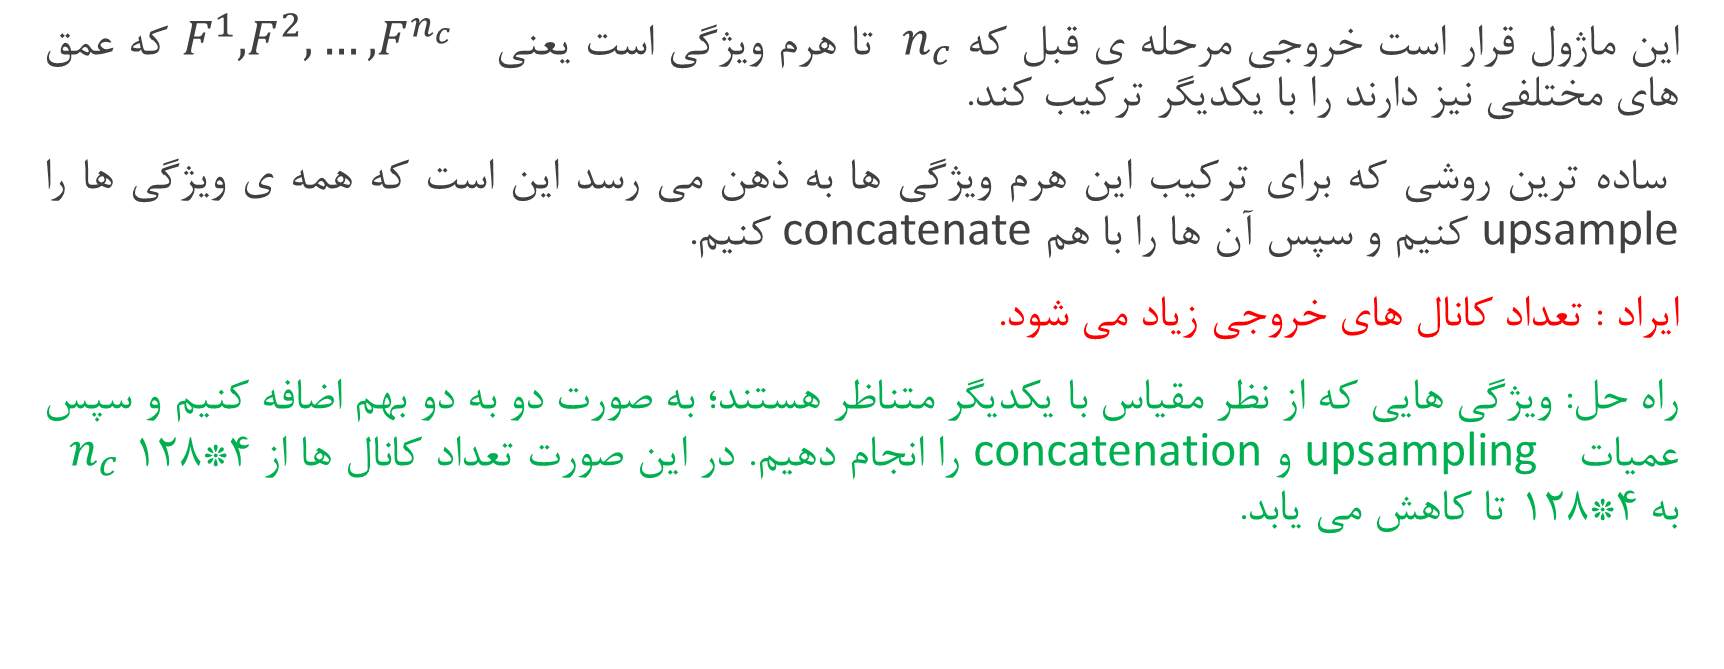 این ماژول قرار است خروجی مرحله ی قبل که n_c تا هرم ویژگی است یعنی F^1,F^2, … ,F^{n_c} که عمق
های مختلفی نیز دارند را با یکدیگر ترکیب کند.
ساده ترین روشی که برای ترکیب این هرم ویژگی ها به ذهن می رسد این است که همه ی ویژگی ها را
upsample کنیم و سپس آن ها را با هم concatenate کنیم.
ایراد : تعداد کانال های خروجی زیاد می شود.
راه حل: ویژگی هایی که از نظر مقیاس با یکدیگر متناظر هستند؛ به صورت دو به دو بهم اضافه کنیم و سپس
عمیات upsampling و concatenation را انجام دهیم. در این صورت تعداد کانال ها از ۴*۱۲۸ n_c
به ۴*۱۲۸ تا کاهش می یابد.